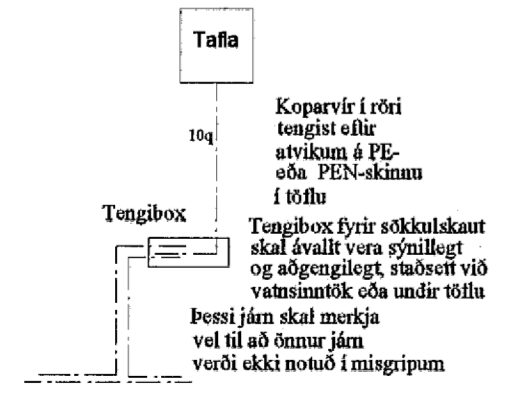 Tafla
Koparvír í röri
tengist eftir
10q
atvikum á PE-
eða PEN-skinnu
í töflu
Tengibox
Tengibox fyrir sökkulskaut
skal ávallt vera sýnillegt
og aðgengilegt, staðsett við
vatnsinntök eða undir töflu
Þessi járn skal merkja
vel til að önnur járn
verði ekki notuð í misgripum